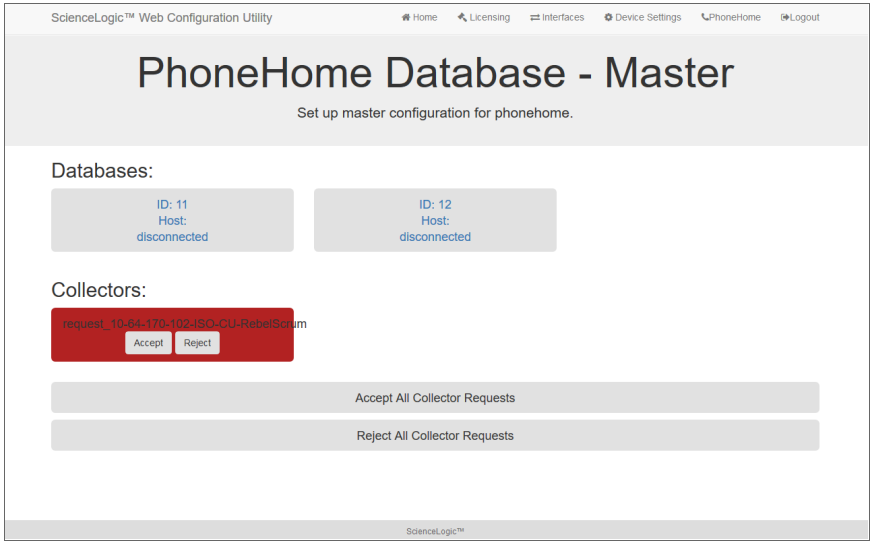 ScienceLogic™ Web Configuration Utility
Home Licensing Interfaces Device Settings PhoneHome Logout
PhoneHome Database - Master
Set up master configuration for phonehome.
Databases:
ID: 11
Host:
disconnected
ID: 12
Host:
disconnected
Collectors:
request_10-64-170-102-ISO-CU-RebelScrum
Accept Reject
Accept All Collector Requests
Reject All Collector Requests
ScienceLogic™